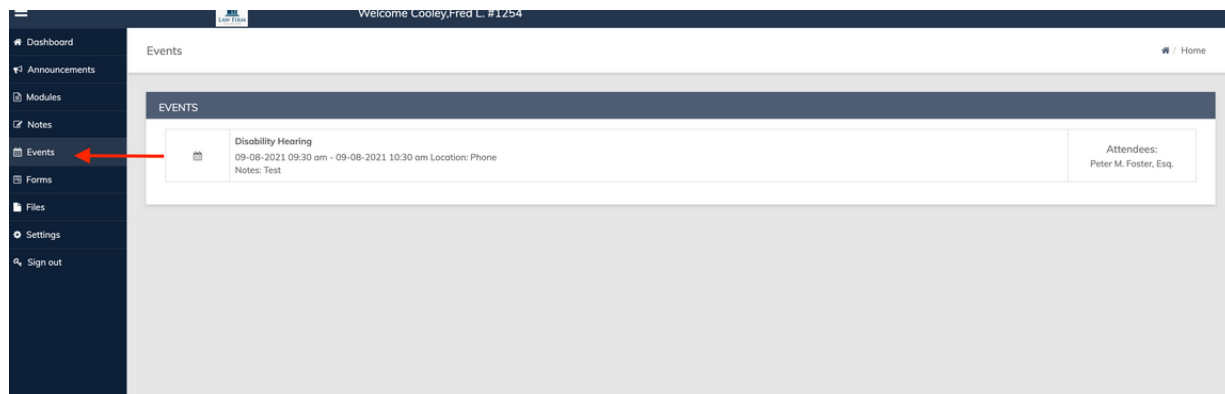 LAW FIRM
Welcome Cooley,Fred L. #1254
Dashboard
Announcements
Modules
Notes
Events
Forms
Files
Settings
Sign out
Events
/ Home
EVENTS
Disability Hearing
09-08-2021 09:30 am - 09-08-2021 10:30 am Location: Phone
Notes: Test
Attendees:
Peter M. Foster, Esq.